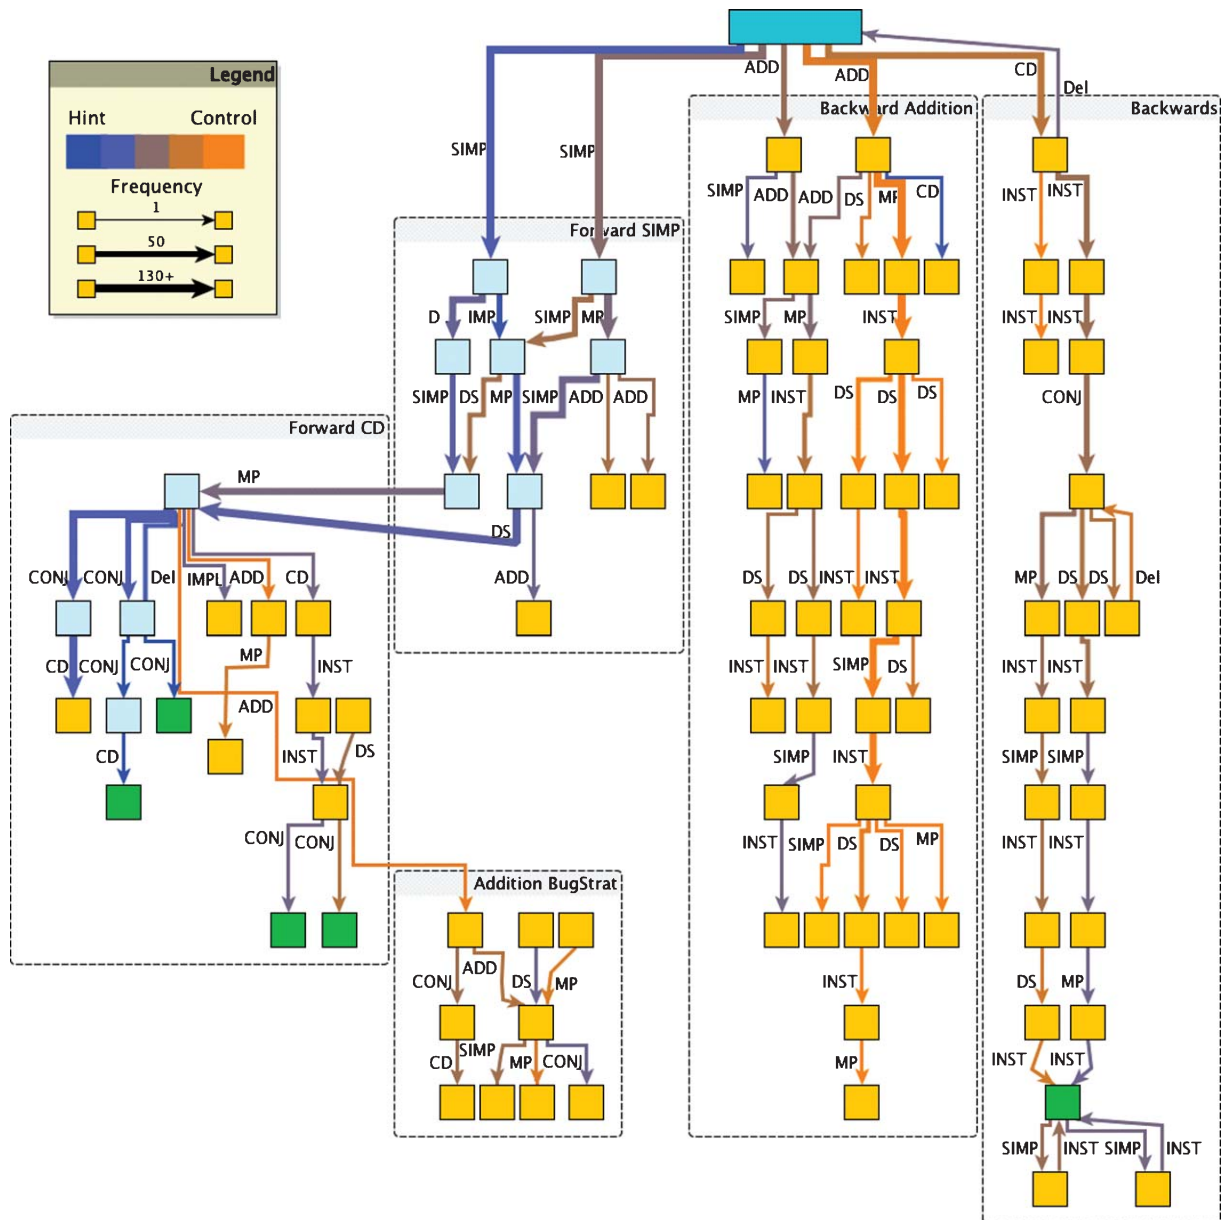 Legend
Hint Control
Frequency
1
50
130+
ADD ADD CD Del
Backward Addition
Backwards
SIMP SIMP
SIMP ADD ADD DS MP CD
INST INST
Forward SIMP
D IMP SIMP MP
SIMP MP INST
INST INST
SIMP DS MP SIMP ADD ADD
MP INST DS DS DS
CONJ
Forward CD
MP
DS
CONJ CONJ Del IMPL ADD CD
ADD
DS DS INST INST
MP DS DS Del
CD CONJ CONJ MP INST
INST INST SIMP DS
INST INST
ADD
CD INST DS
SIMP INST
SIMP SIMP
CONJ CONJ
INST SIMP DS DS MP
INST INST
Addition BugStrat
CONJ ADD DS MP
INST
DS MP
CD SIMP MP CONJ
MP
INST INST
SIMP INST SIMP INST